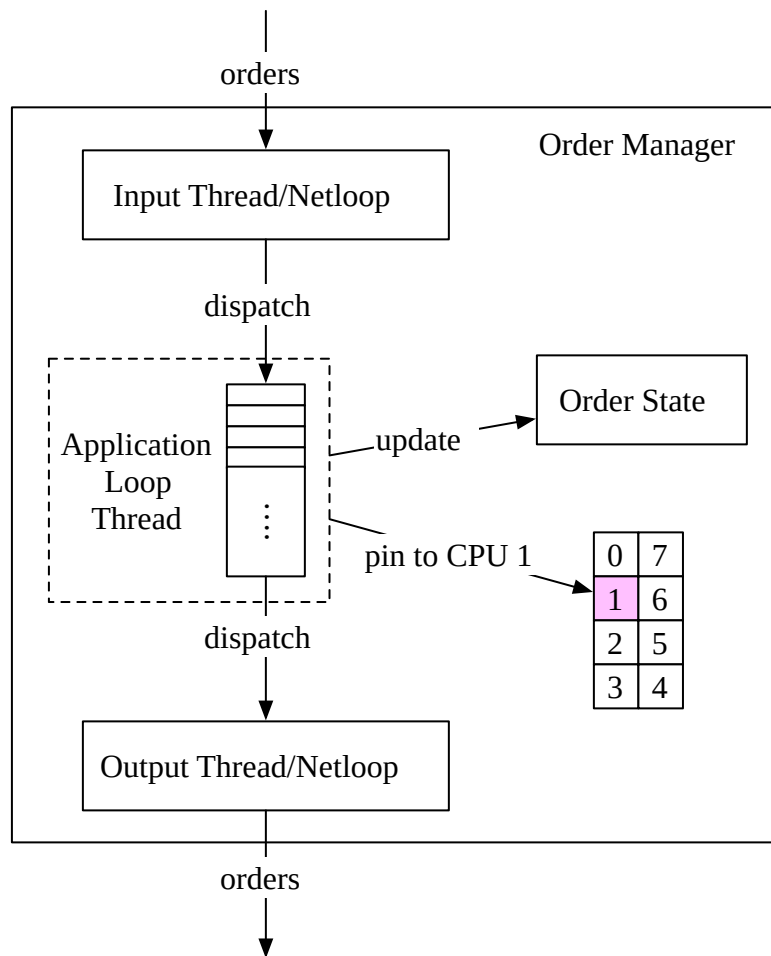 orders
Order Manager
Input Thread/Netloop
dispatch
Application
Loop
Thread
update
Order State
pin to CPU 1
0 7
1 6
2 5
3 4
dispatch
Output Thread/Netloop
orders